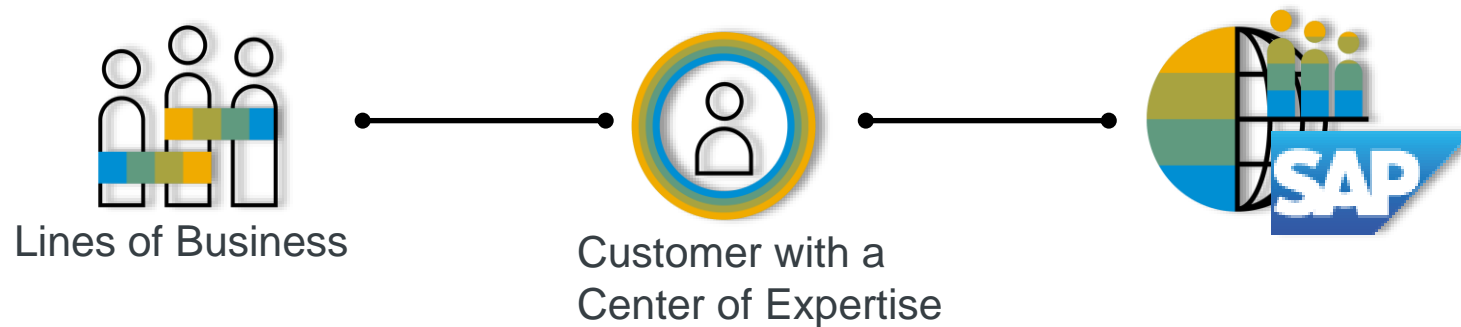 SAP
Lines of Business
Customer with a
Center of Expertise